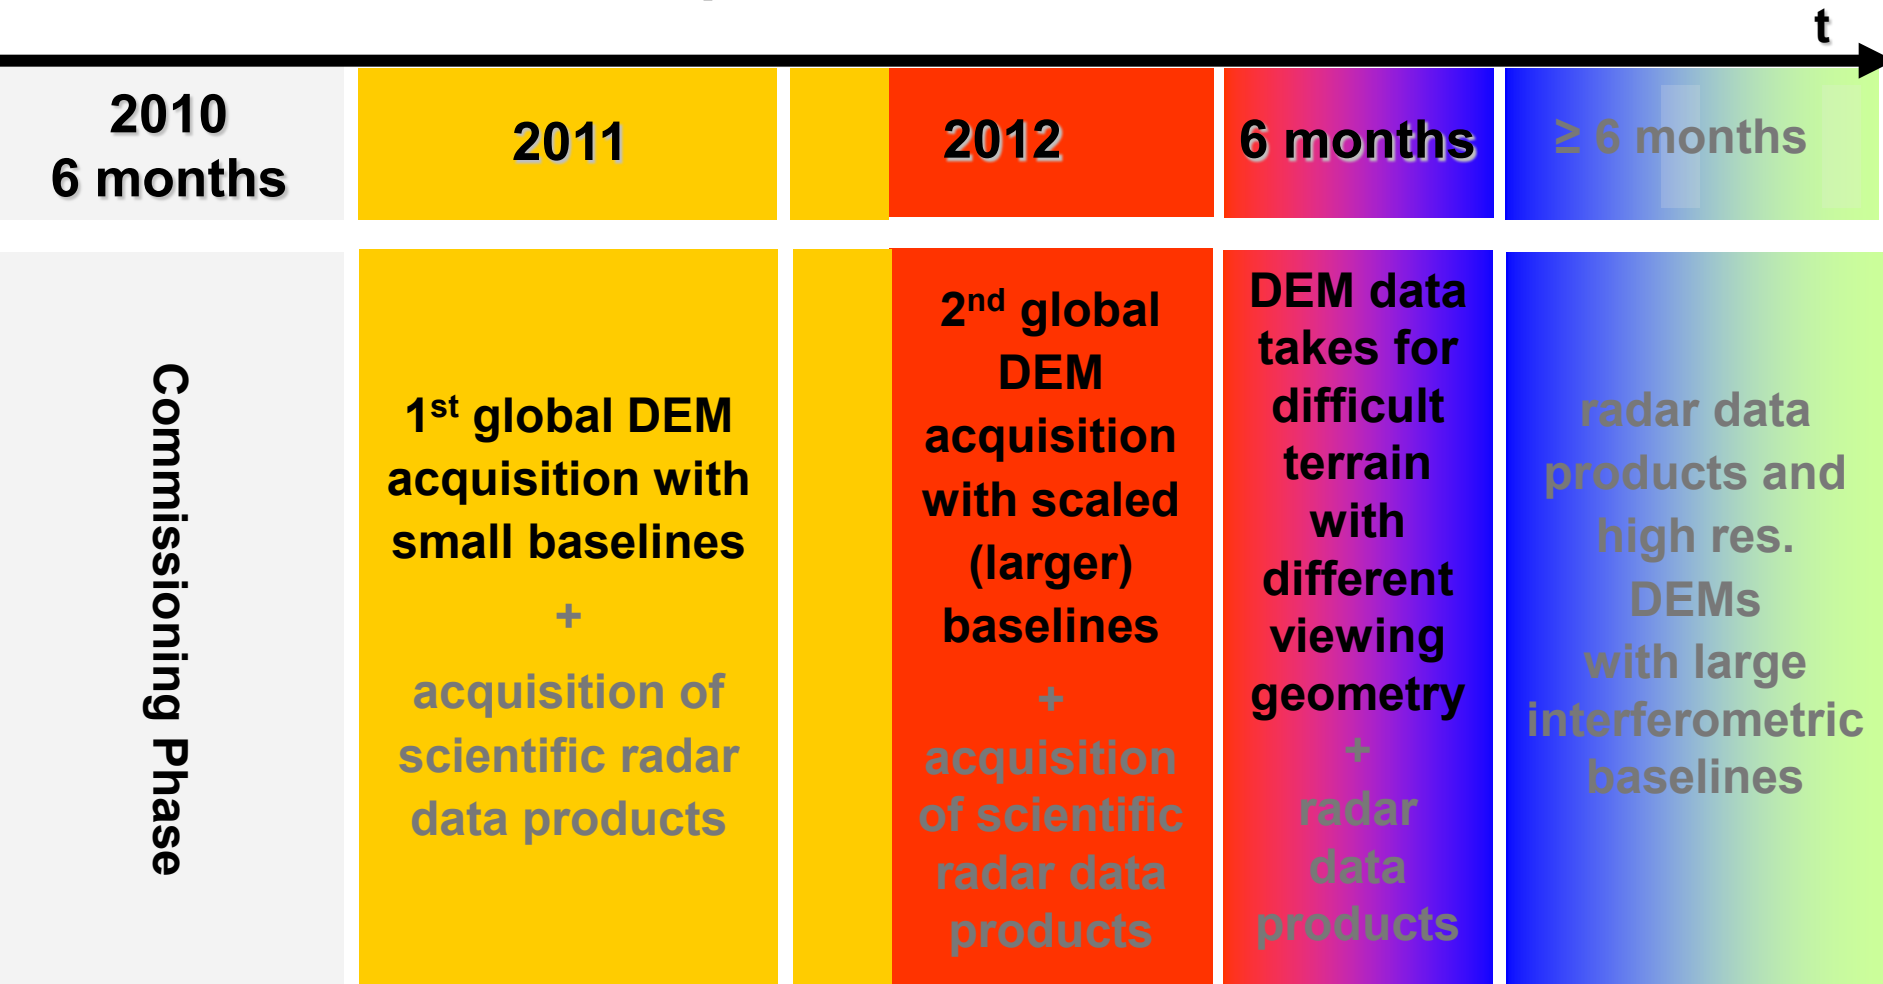 t
2010
6 months
2011
2012
6 months
≥ 6 months
Commissioning Phase
1st global DEM
acquisition with
small baselines
+
acquisition of
scientific radar
data products
2nd global
DEM
acquisition
with scaled
(larger)
baselines
+
acquisition
of scientific
radar data
products
DEM data
takes for
difficult
terrain
with
different
viewing
geometry
+
radar
data
products
radar data
products and
high res.
DEMs
with large
interferometric
baselines